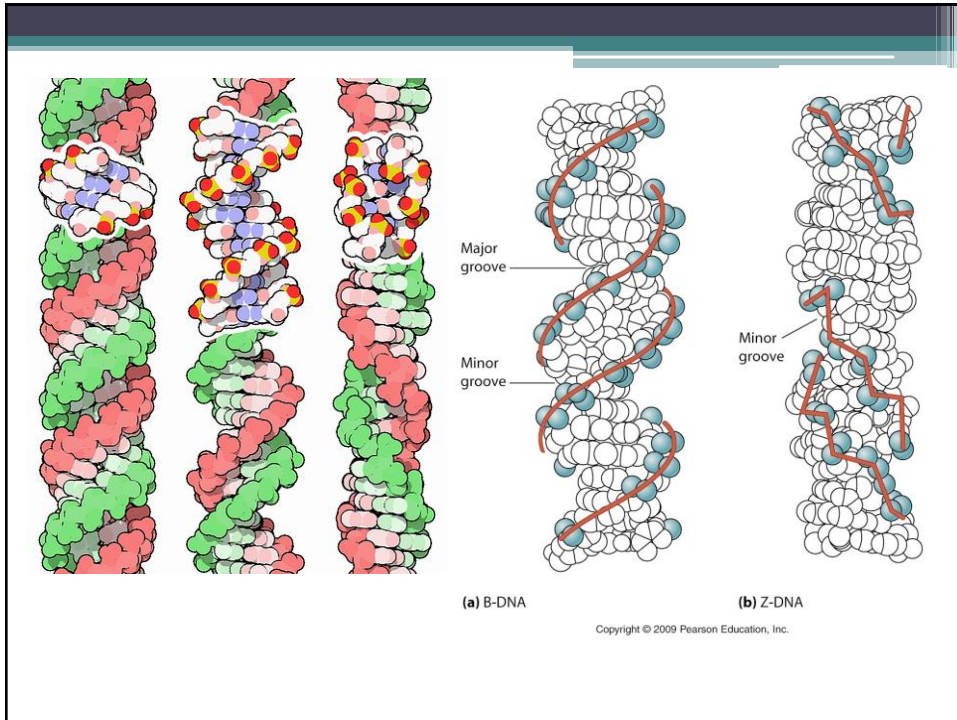 Major
groove
Minor
groove
Minor
groove
(a) B-DNA
(b) Z-DNA
Copyright © 2009 Pearson Education, Inc.